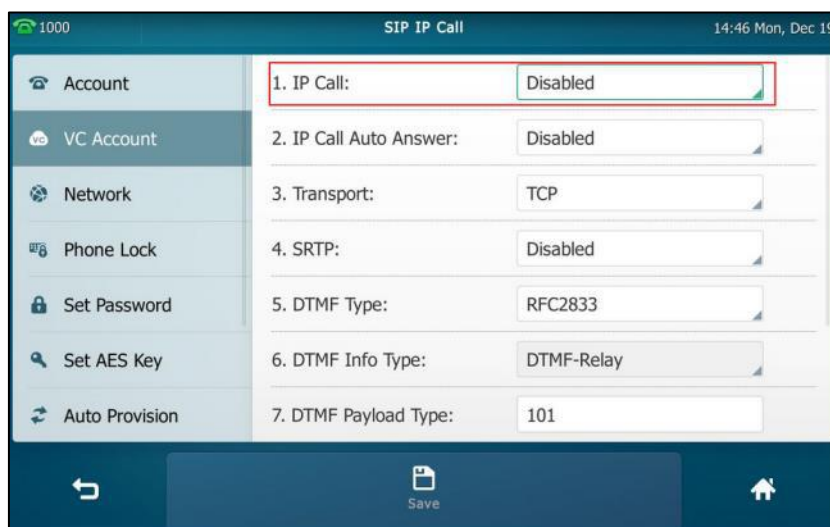 1000
SIP IP Call
14:46 Mon, Dec 19
Account
VC Account
Network
Phone Lock
Set Password
Set AES Key
Auto Provision
1. IP Call: Disabled
2. IP Call Auto Answer: Disabled
3. Transport: TCP
4. SRTP: Disabled
5. DTMF Type: RFC2833
6. DTMF Info Type: DTMF-Relay
7. DTMF Payload Type: 101
Save